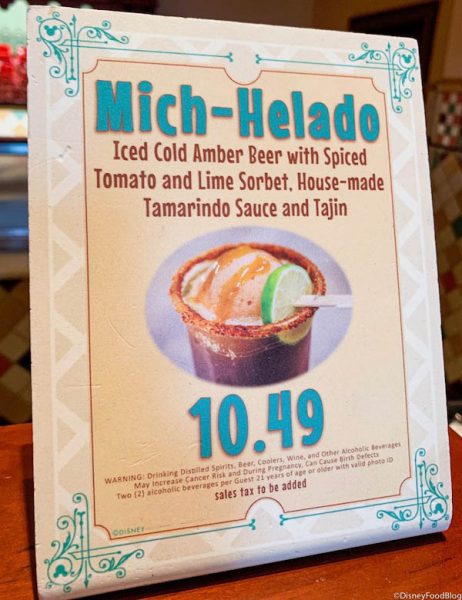 Mich-Helado
Iced Cold Amber Beer with Spiced
Tomato and Lime Sorbet, House-made
Tamarindo Sauce and Tajin
10.49
WARNING: Drinking Distilled Spirits, Beer, Coolers, Wine, and Other Alcoholic Beverages
May Increase Cancer Risk and During Pregnancy, Can Cause Birth Defects
Two (2) alcoholic beverages per Guest 21 years of age or older with valid photo ID
sales tax to be added
©DISNEY
©DisneyFoodBlog